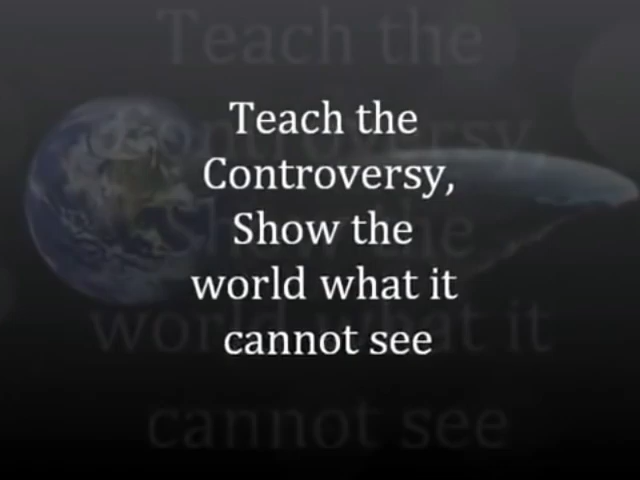 Teach the
Controversy,
Show the
world what it
cannot see